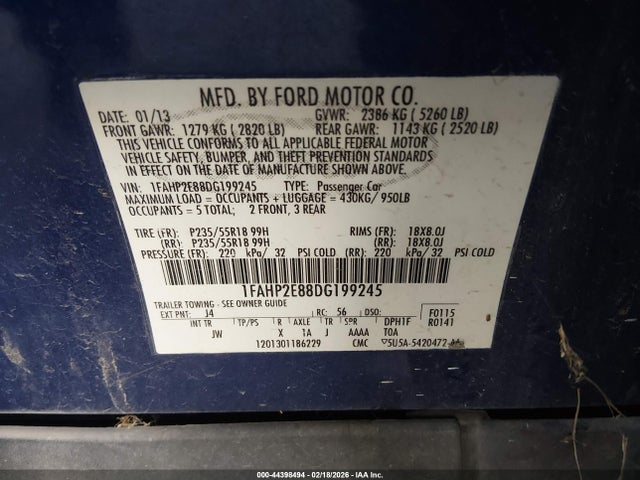 MFD. BY FORD MOTOR CO.
DATE: 01/13 GVWR: 2386 KG ( 5260 LB)
FRONT GAWR: 1279 KG ( 2820 LB) REAR GAWR: 1143 KG ( 2520 LB)
THIS VEHICLE CONFORMS TO ALL APPLICABLE FEDERAL MOTOR
VEHICLE SAFETY, BUMPER, AND THEFT PREVENTION STANDARDS
IN EFFECT ON THE DATE OF MANUFACTURE SHOWN ABOVE.
VIN: 1FAHP2E88DG199245 TYPE: Passenger Car
MAXIMUM LOAD = OCCUPANTS + LUGGAGE = 430KG/ 950LB
OCCUPANTS = 5 TOTAL; 2 FRONT, 3 REAR
TIRE (FR): P235/55R18 99H RIMS (FR): 18X8.0J
(RR): P235/55R18 99H (RR): 18X8.0J
PRESSURE (FR): 220 kPa/ 32 PSI COLD (RR): 220 kPa/ 32 PSI COLD
1FAHP2E88DG199245
TRAILER TOWING - SEE OWNER GUIDE
EXT PNT: J4 RC: 56 DSO: F0115
INT TR TP/PS R AXLE TR SPR DPH1F R0141
JW X 1A J AAAA TOA
1201301186229 CMC 5U5A-5420472-AA
000-44398494 - 02/18/2026 - IAA Inc.